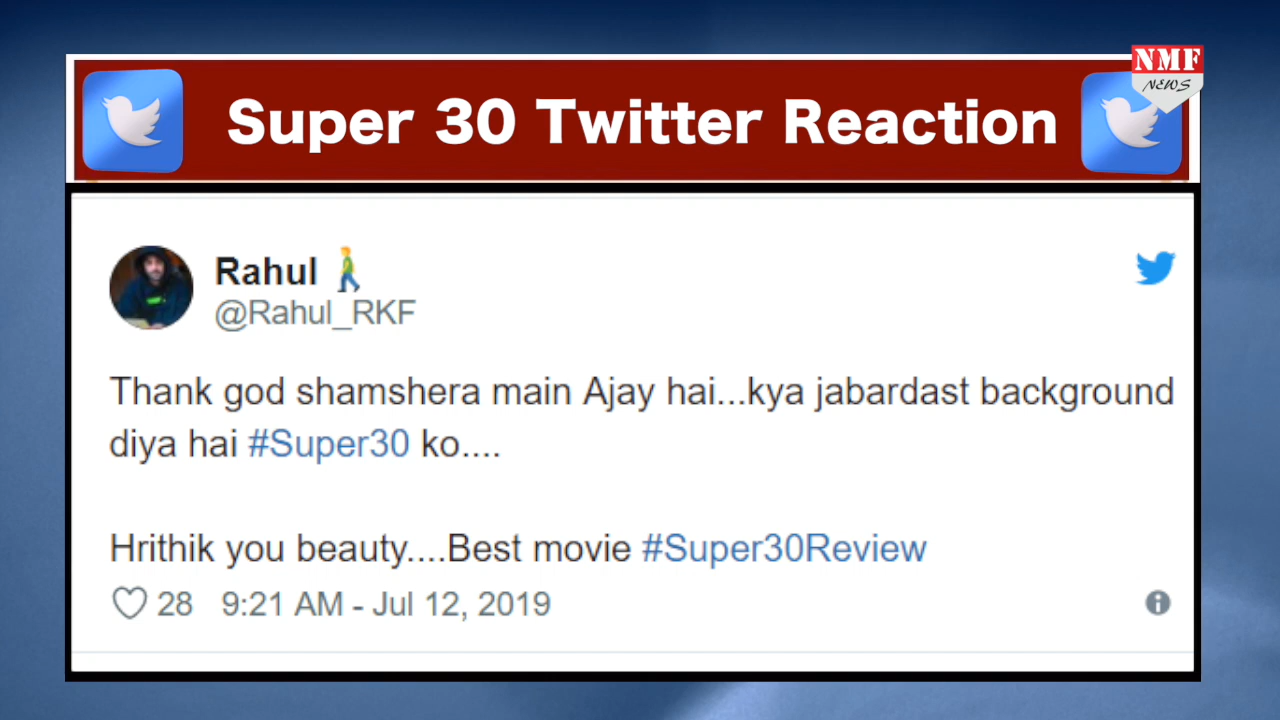 NMF
NEWS
Super 30 Twitter Reaction
Rahul
@Rahul_RKF
Thank god shamshera main Ajay hai...kya jabardast background
diya hai #Super30 ko....
Hrithik you beauty....Best movie #Super30Review
28 9:21 AM - Jul 12, 2019